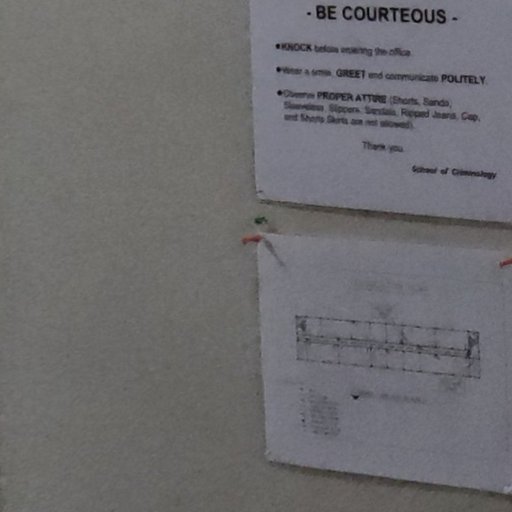 - BE COURTEOUS -
•KNOCK before entering the office.
•Wear a smile, GREET and communicate POLITELY.
•Observe PROPER ATTIRE (Shorts, Sando,
Sleeveless, Slippers, Sandals, Ripped Jeans, Cap,
and Shorts Skirts are not allowed).
Thank you.
School of Criminology